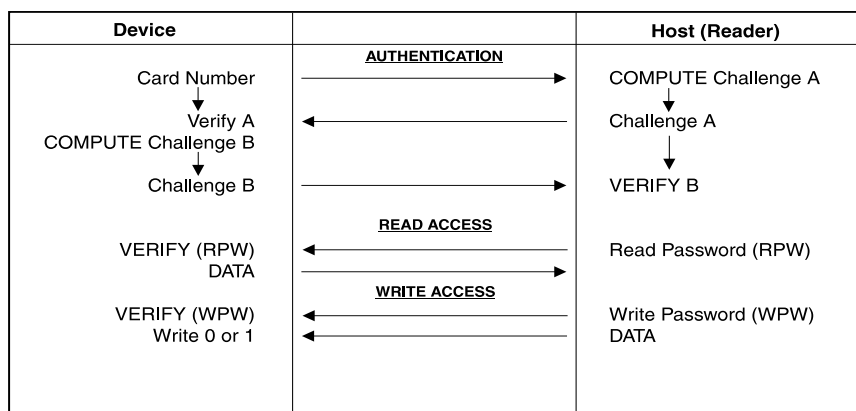 Device Host (Reader)
AUTHENTICATION
Card Number COMPUTE Challenge A
Verify A Challenge A
COMPUTE Challenge B
Challenge B VERIFY B
READ ACCESS
VERIFY (RPW) Read Password (RPW)
DATA
WRITE ACCESS
VERIFY (WPW) Write Password (WPW)
Write 0 or 1 DATA